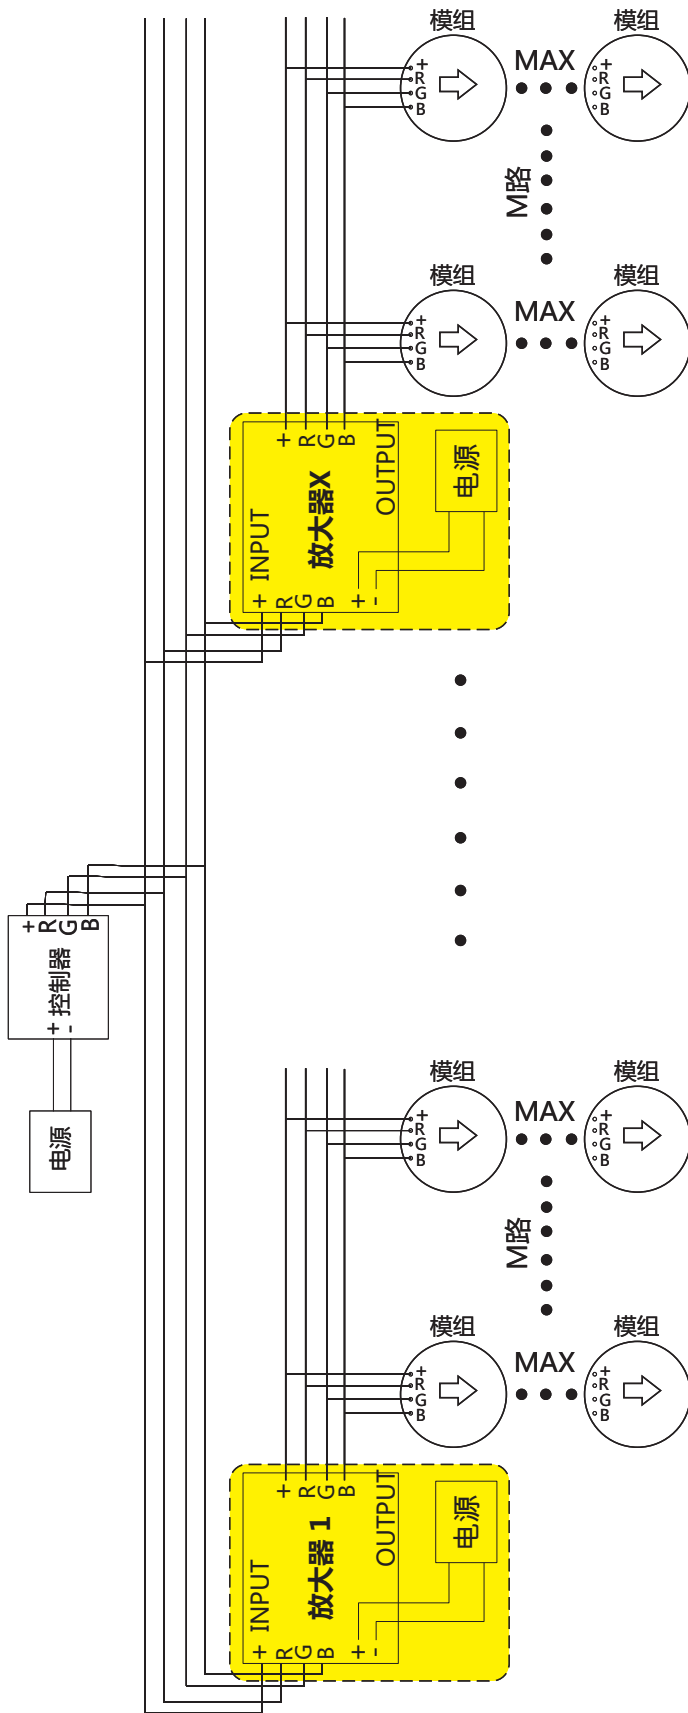 模组
MAX
+
R
G
B
+
R
G
B
M路
模组
模组
MAX
+
R
G
B
+
R
G
B
+ R G B
OUTPUT
放大器X
INPUT
+ R G B + -
电源
+ R G B
控制器
+ -
电源
模组
模组
MAX
+
R
G
B
+
R
G
B
M路
模组
模组
MAX
+
R
G
B
+
R
G
B
+ R G B
OUTPUT
放大器 1
INPUT
+ R G B + -
电源
模组